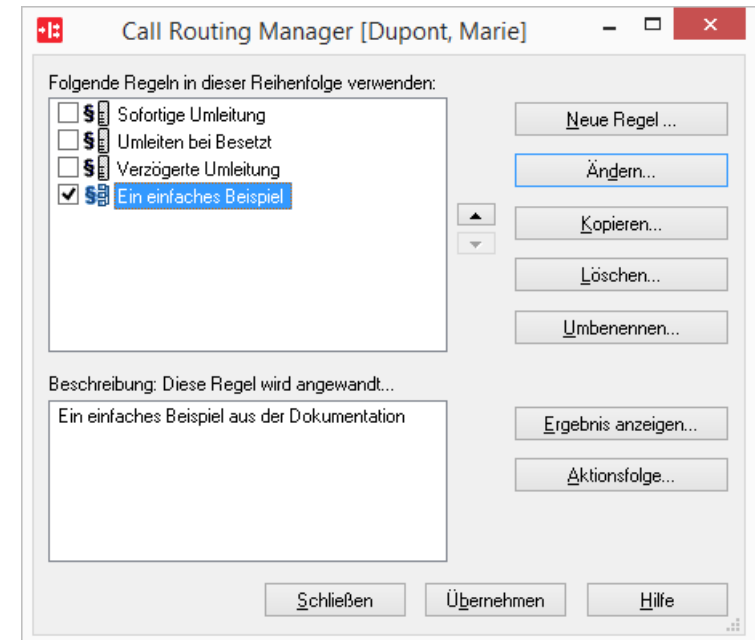 Call Routing Manager [Dupont, Marie]
Folgende Regeln in dieser Reihenfolge verwenden:
Sofortige Umleitung
Umleiten bei Besetzt
Verzögerte Umleitung
Ein einfaches Beispiel
Neue Regel ...
Ändern...
Kopieren...
Löschen...
Umbenennen...
Beschreibung: Diese Regel wird angewandt...
Ein einfaches Beispiel aus der Dokumentation
Ergebnis anzeigen...
Aktionsfolge...
Schließen
Übernehmen
Hilfe